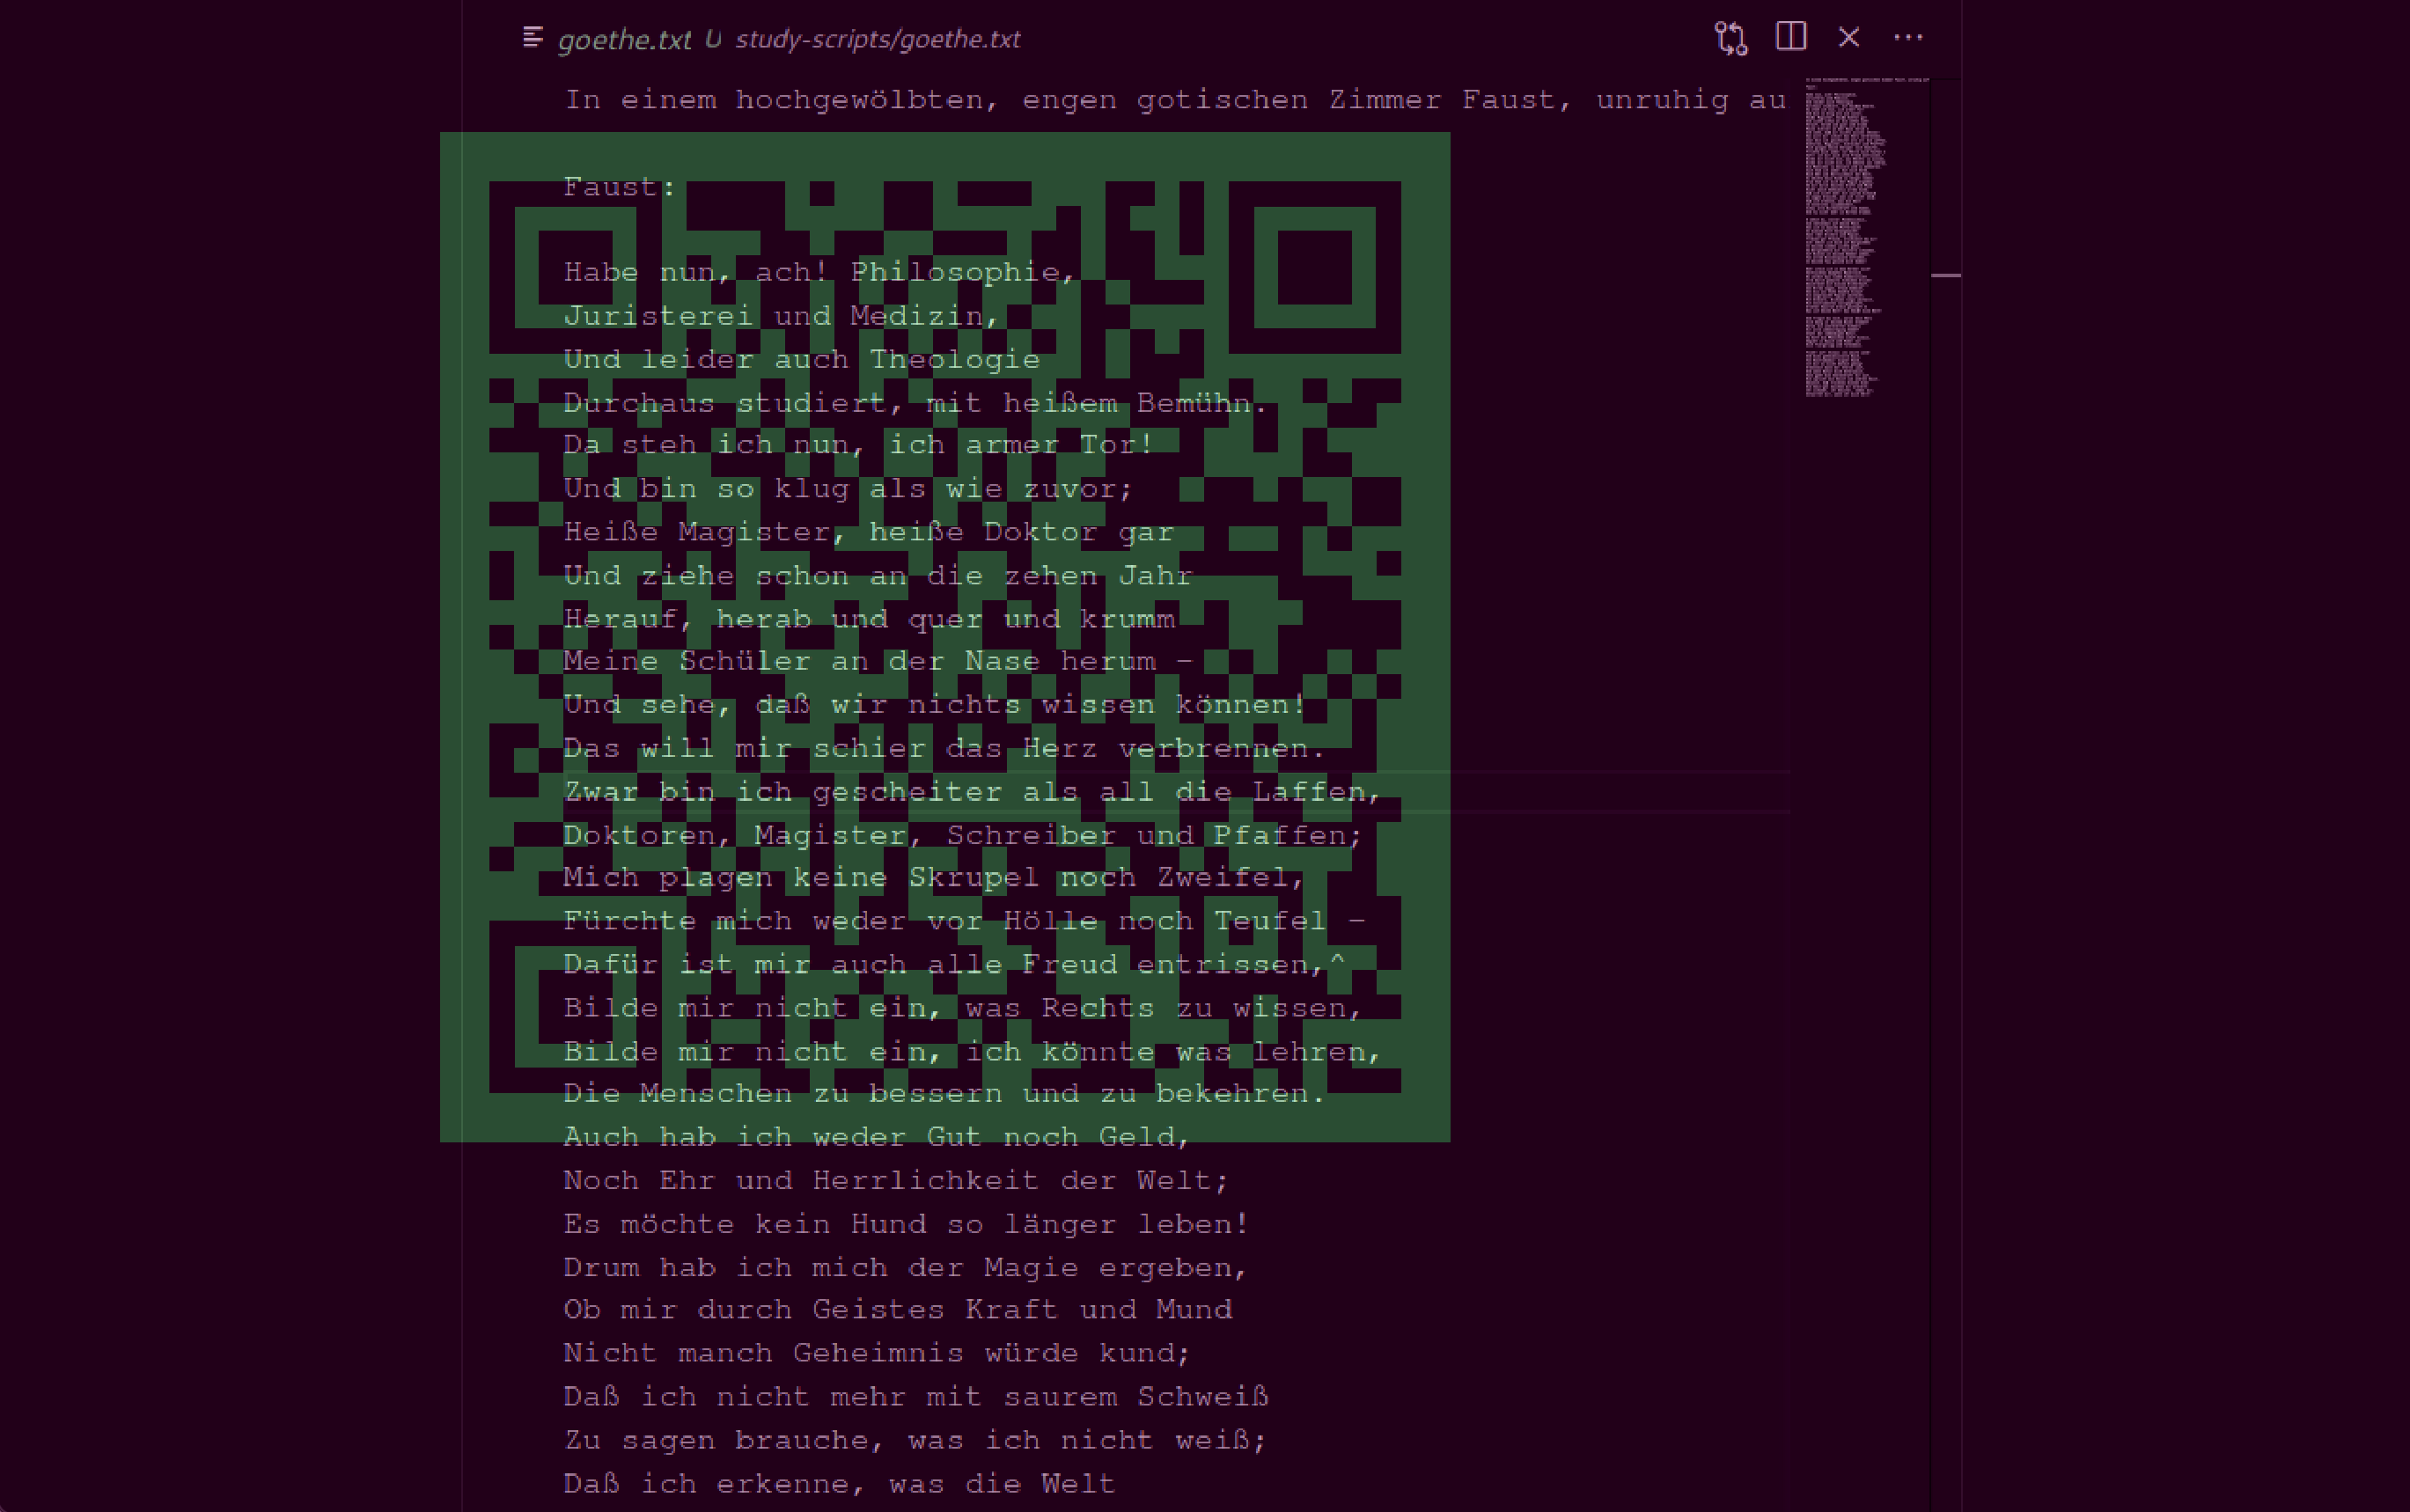 goethe.txt U study-scripts/goethe.txt
In einem hochgewölbten, engen gotischen Zimmer Faust, unruhig au
Faust:
Habe nun, ach! Philosophie,
Juristerei und Medizin,
Und leider auch Theologie
Durchaus studiert, mit heißem Bemühn.
Da steh ich nun, ich armer Tor!
Und bin so klug als wie zuvor;
Heiße Magister, heiße Doktor gar
Und ziehe schon an die zehen Jahr
Herauf, herab und quer und krumm
Meine Schüler an der Nase herum –
Und sehe, daß wir nichts wissen können!
Das will mir schier das Herz verbrennen.
Zwar bin ich gescheiter als all die Laffen,
Doktoren, Magister, Schreiber und Pfaffen;
Mich plagen keine Skrupel noch Zweifel,
Fürchte mich weder vor Hölle noch Teufel –
Dafür ist mir auch alle Freud entrissen,^
Bilde mir nicht ein, was Rechts zu wissen,
Bilde mir nicht ein, ich könnte was lehren,
Die Menschen zu bessern und zu bekehren.
Auch hab ich weder Gut noch Geld,
Noch Ehr und Herrlichkeit der Welt;
Es möchte kein Hund so länger leben!
Drum hab ich mich der Magie ergeben,
Ob mir durch Geistes Kraft und Mund
Nicht manch Geheimnis würde kund;
Daß ich nicht mehr mit saurem Schweiß
Zu sagen brauche, was ich nicht weiß;
Daß ich erkenne, was die Welt